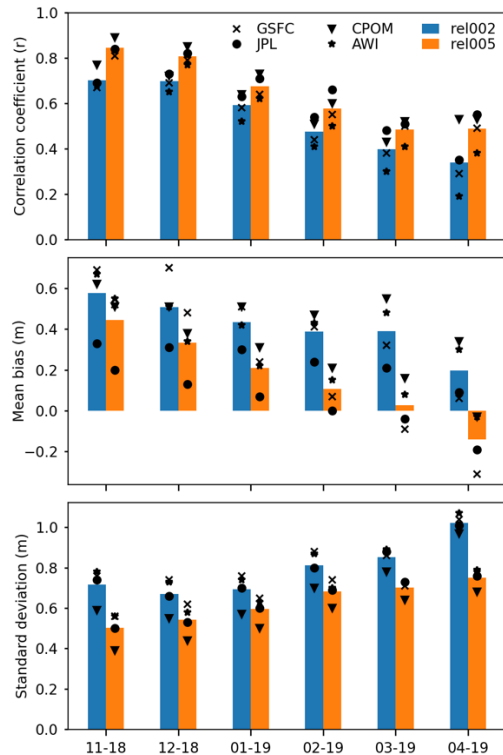 GSFC CPOM rel002
JPL AWI rel005
Correlation coefficient (r)
1.0
0.8
0.6
0.4
0.2
0.0
Mean bias (m)
0.6
0.4
0.2
0.0
−0.2
Standard deviation (m)
1.0
0.8
0.6
0.4
0.2
0.0
11-18 12-18 01-19 02-19 03-19 04-19